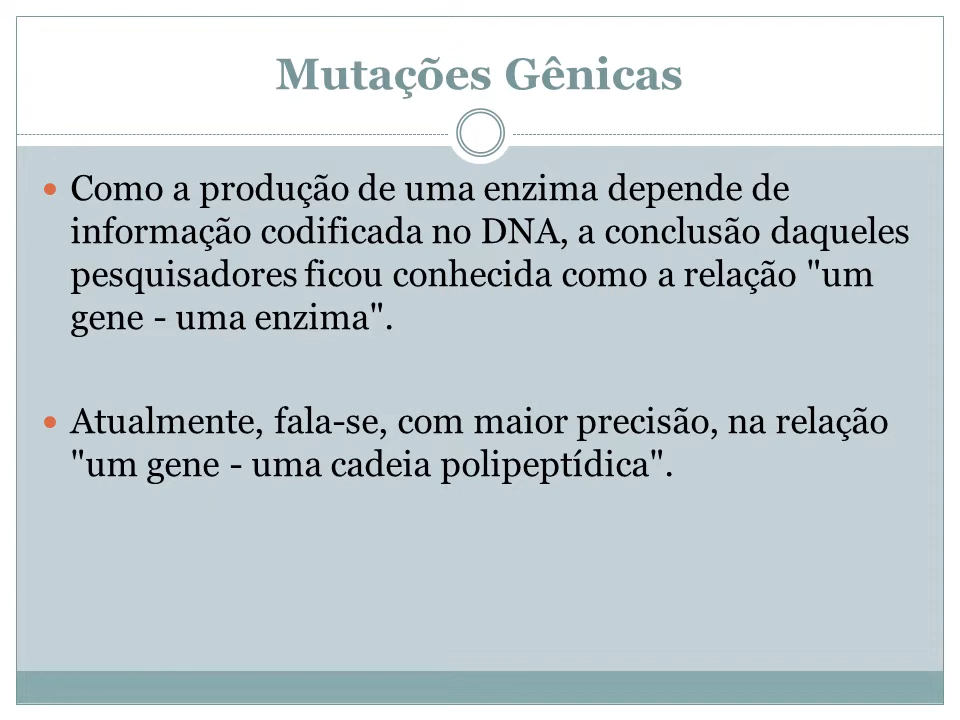 Mutações Gênicas
Como a produção de uma enzima depende de
informação codificada no DNA, a conclusão daqueles
pesquisadores ficou conhecida como a relação "um
gene - uma enzima".
Atualmente, fala-se, com maior precisão, na relação
"um gene - uma cadeia polipeptídica".